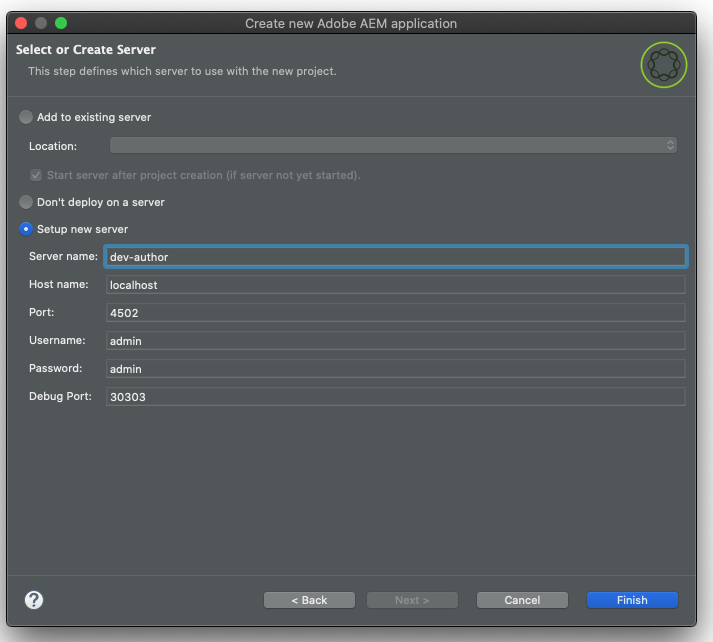 Create new Adobe AEM application
Select or Create Server
This step defines which server to use with the new project.
Add to existing server
Location:
Start server after project creation (if server not yet started).
Don't deploy on a server
Setup new server
Server name: dev-author
Host name: localhost
Port: 4502
Username: admin
Password: admin
Debug Port: 30303
? < Back Next > Cancel Finish